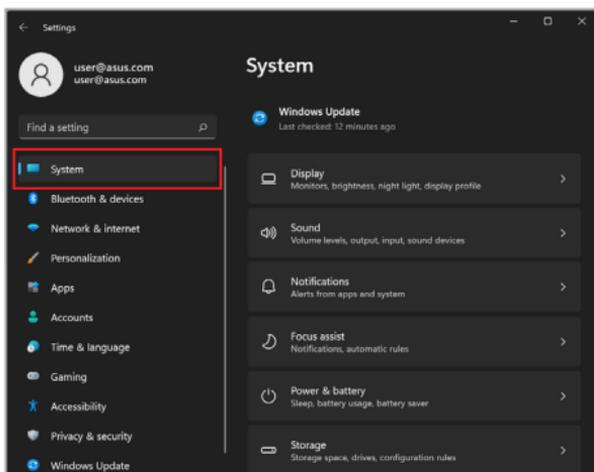 Settings
user@asus.com
user@asus.com
Find a setting
System
Bluetooth & devices
Network & internet
Personalization
Apps
Accounts
Time & language
Gaming
Accessibility
Privacy & security
Windows Update
System
Windows Update
Last checked: 12 minutes ago
Display
Monitors, brightness, night light, display profile
Sound
Volume levels, output, input, sound devices
Notifications
Alerts from apps and system
Focus assist
Notifications, automatic rules
Power & battery
Sleep, battery usage, battery saver
Storage
Storage space, drives, configuration rules